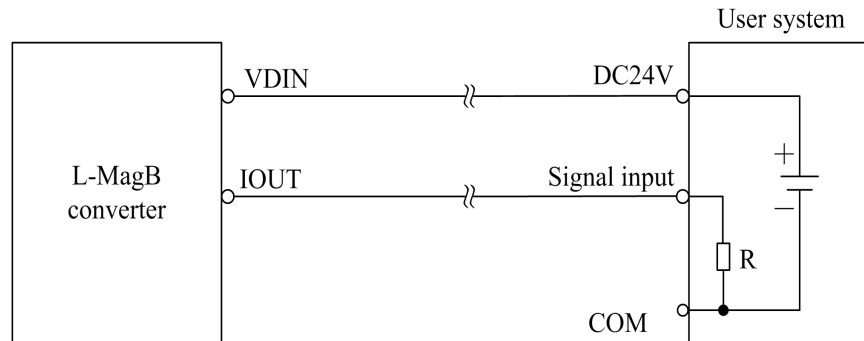 User system
VDIN
DC24V
L-MagB
converter
IOUT
Signal input
+
−
R
COM